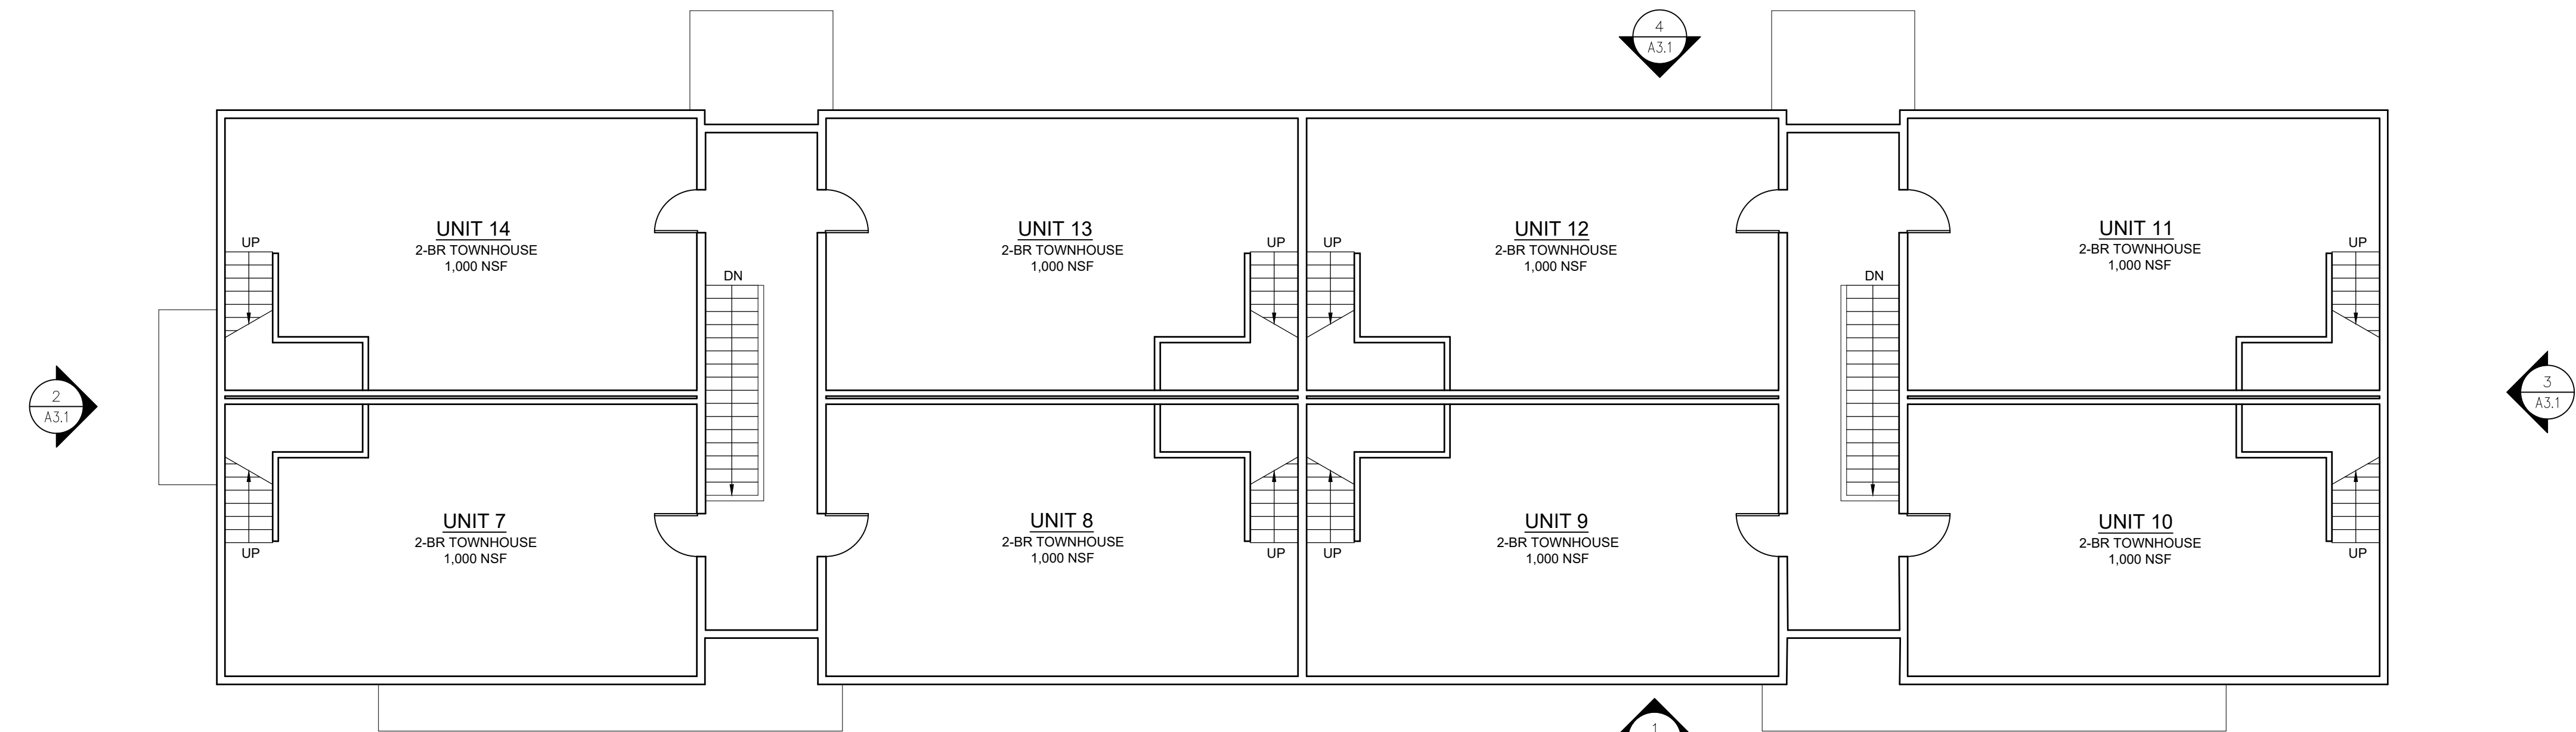 4
A3.1
UNIT 14
2-BR TOWNHOUSE
1,000 NSF
UNIT 13
2-BR TOWNHOUSE
1,000 NSF
UNIT 12
2-BR TOWNHOUSE
1,000 NSF
UNIT 11
2-BR TOWNHOUSE
1,000 NSF
UP
UP
UP
UP
DN
DN
2
A3.1
3
A3.1
UNIT 7
2-BR TOWNHOUSE
1,000 NSF
UNIT 8
2-BR TOWNHOUSE
1,000 NSF
UNIT 9
2-BR TOWNHOUSE
1,000 NSF
UNIT 10
2-BR TOWNHOUSE
1,000 NSF
UP
UP
UP
UP
1